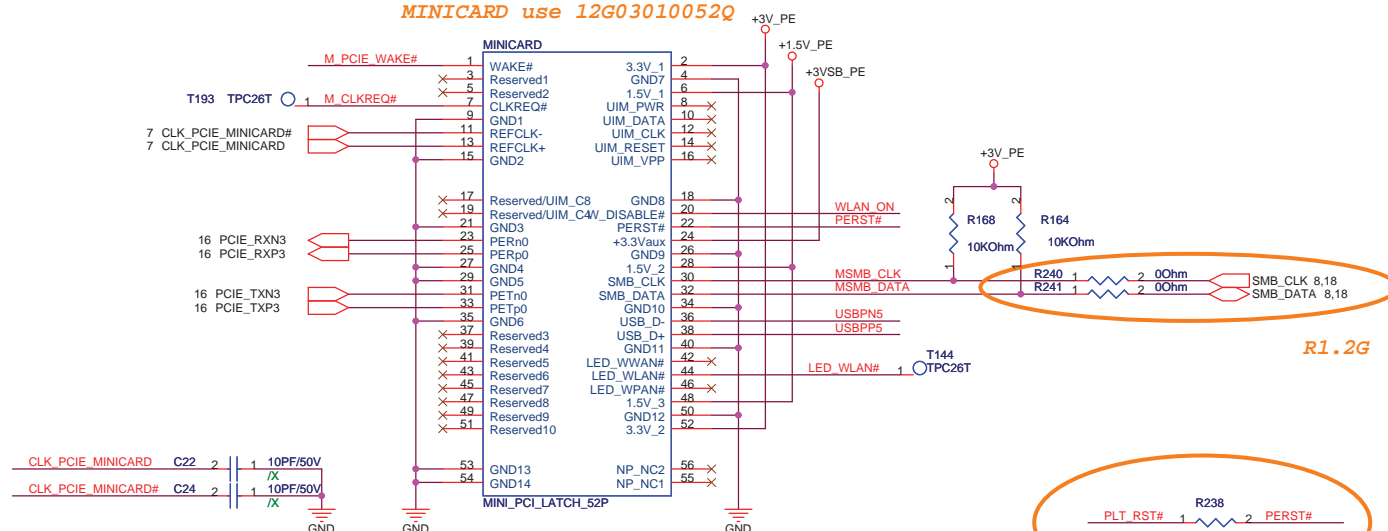 MINICARD use 12G03010052Q
+3V_PE
+1.5V_PE
+3VSB_PE
MINICARD
M_PCIE_WAKE# 1 WAKE# 3.3V_1 2
3 Reserved1 GND7 4
5 Reserved2 1.5V_1 6
T193 TPC26T 1 M_CLKREQ# 7 CLKREQ# UIM_PWR 8
9 GND1 UIM_DATA 10
7 CLK_PCIE_MINICARD# 11 REFCLK- UIM_CLK 12
7 CLK_PCIE_MINICARD 13 REFCLK+ UIM_RESET 14
15 GND2 UIM_VPP 16
+3V_PE
17 Reserved/UIM_C8 GND8 18
19 Reserved/UIM_C4 W_DISABLE# 20 WLAN_ON
21 GND3 PERST# 22 PERST#
16 PCIE_RXN3 23 PERn0 +3.3Vaux 24
16 PCIE_RXP3 25 PERp0 GND9 26
27 GND4 1.5V_2 28
29 GND5 SMB_CLK 30 MSMB_CLK
16 PCIE_TXN3 31 PETn0 SMB_DATA 32 MSMB_DATA
16 PCIE_TXP3 33 PETp0 GND10 34
35 GND6 USB_D- 36 USBPN5
37 Reserved3 USB_D+ 38 USBPP5
39 Reserved4 GND11 40
41 Reserved5 LED_WWAN# 42
43 Reserved6 LED_WLAN# 44 LED_WLAN# 1 T144 TPC26T
45 Reserved7 LED_WPAN# 46
47 Reserved8 1.5V_3 48
49 Reserved9 GND12 50
51 Reserved10 3.3V_2 52
53 GND13 NP_NC2 56
54 GND14 NP_NC1 55
MINI_PCI_LATCH_52P
2 2
R168 R164
10KOhm 10KOhm
1 1
R240 1 2 0Ohm SMB_CLK 8,18
R241 1 2 0Ohm SMB_DATA 8,18
R1.2G
CLK_PCIE_MINICARD C22 2 1 10PF/50V
/X
CLK_PCIE_MINICARD# C24 2 1 10PF/50V
/X
GND
GND
GND
R238
PLT_RST# 1 2 PERST#